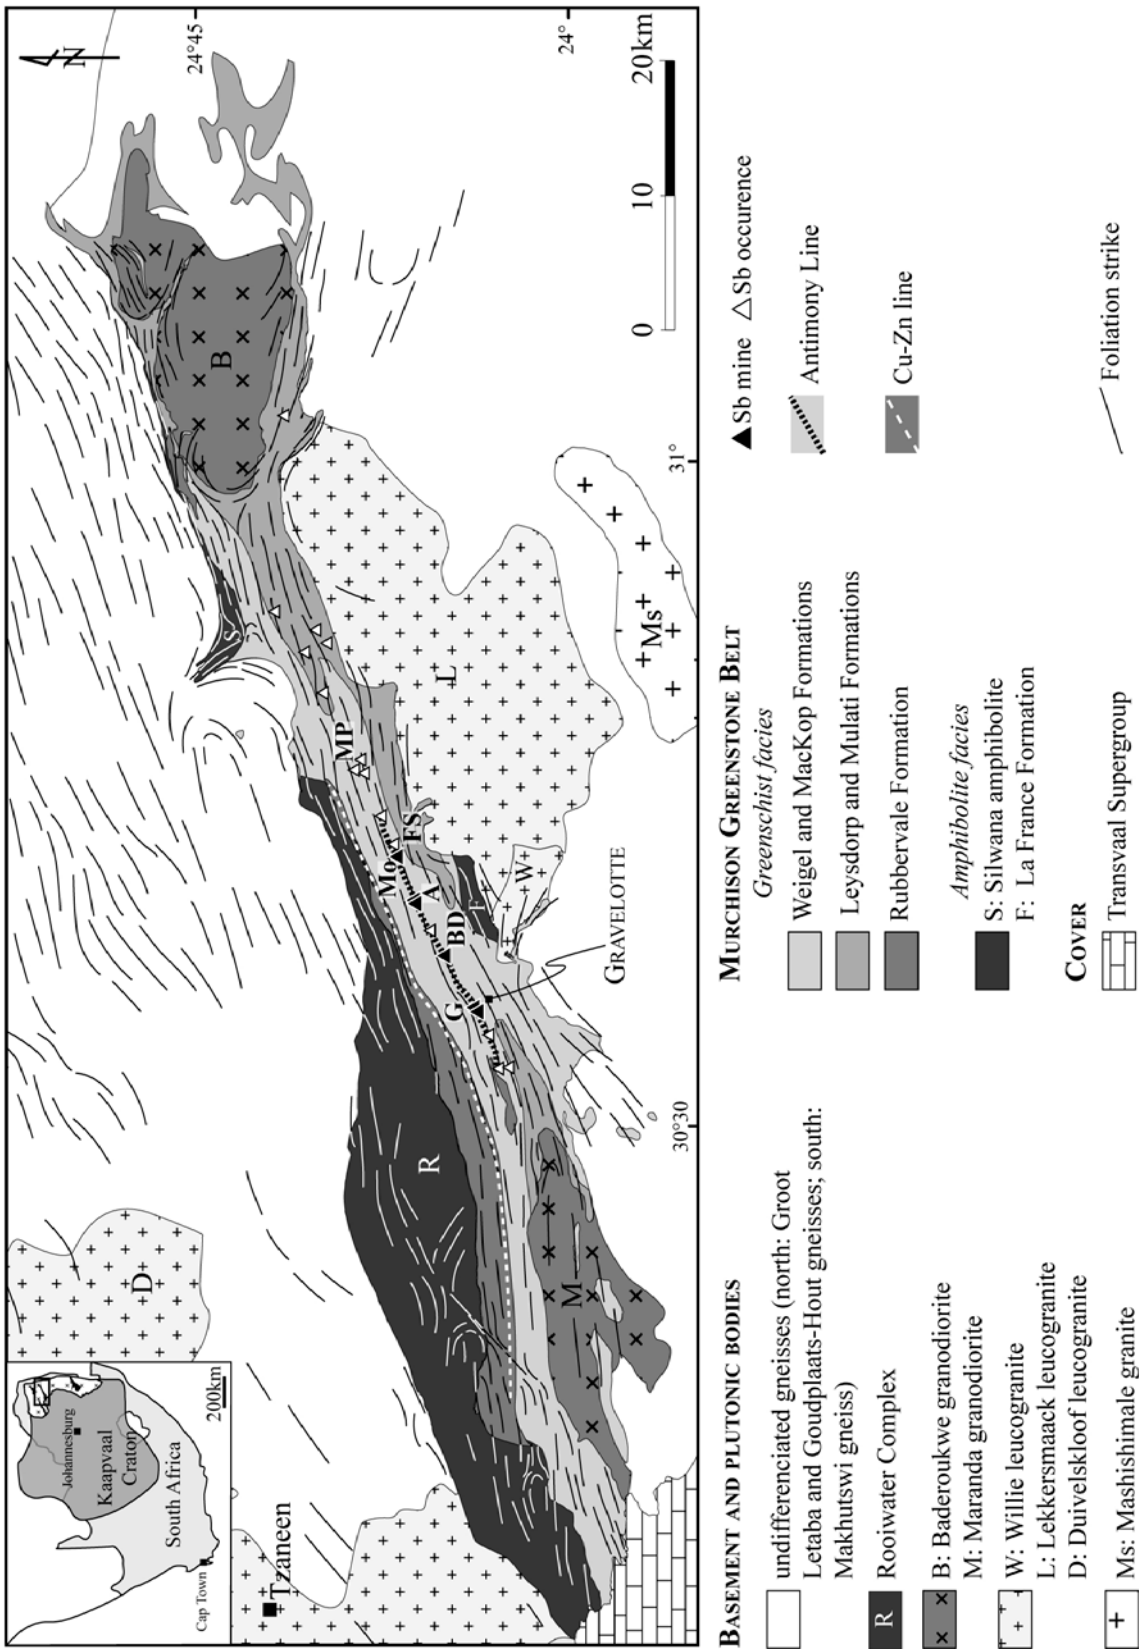 Johannesburg
Kaapvaal
Craton
South Africa
Cap Town
200km
Tzaneen
D
R
M
S
B
N
24°45
24°
MP
Mo
FS
A
BD
G
F
W
L
Ms
GRAVELOTTE
30°30
31°
0 10 20km
BASEMENT AND PLUTONIC BODIES
undifferenciated gneisses (north: Groot
Letaba and Goudplaats-Hout gneisses; south:
Makhutswi gneiss)
R
Rooiwater Complex
B: Baderoukwe granodiorite
M: Maranda granodiorite
W: Willie leucogranite
L: Lekkersmaack leucogranite
D: Duivelskloof leucogranite
Ms: Mashishimale granite
MURCHISON GREENSTONE BELT
Greenschist facies
Weigel and MacKop Formations
Leysdorp and Mulati Formations
Rubbervale Formation
Amphibolite facies
S: Silwana amphibolite
F: La France Formation
COVER
Transvaal Supergroup
Sb mine
Sb occurence
Antimony Line
Cu-Zn line
Foliation strike